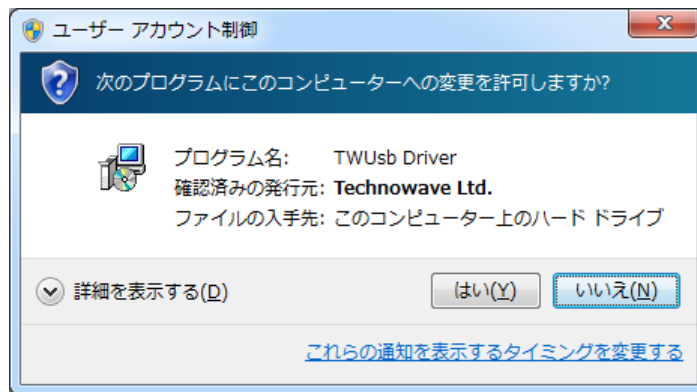 ユーザー アカウント制御
次のプログラムにこのコンピューターへの変更を許可しますか?
プログラム名: TWUsb Driver
確認済みの発行元: Technowave Ltd.
ファイルの入手先: このコンピューター上のハード ドライブ
詳細を表示する(D) はい(Y) いいえ(N)
これらの通知を表示するタイミングを変更する